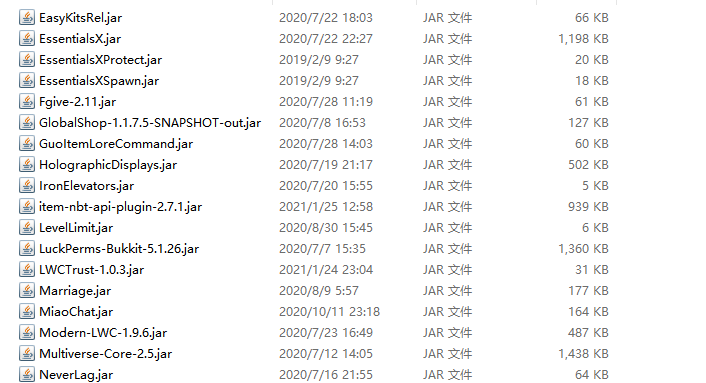 EasyKitsRel.jar 2020/7/22 18:03 JAR 文件 66 KB
EssentialsX.jar 2020/7/22 22:27 JAR 文件 1,198 KB
EssentialsXProtect.jar 2019/2/9 9:27 JAR 文件 20 KB
EssentialsXSpawn.jar 2019/2/9 9:27 JAR 文件 18 KB
Fgive-2.11.jar 2020/7/28 11:19 JAR 文件 61 KB
GlobalShop-1.1.7.5-SNAPSHOT-out.jar 2020/7/8 16:53 JAR 文件 127 KB
GuoItemLoreCommand.jar 2020/7/28 14:03 JAR 文件 60 KB
HolographicDisplays.jar 2020/7/19 21:17 JAR 文件 502 KB
IronElevators.jar 2020/7/20 15:55 JAR 文件 5 KB
item-nbt-api-plugin-2.7.1.jar 2021/1/25 12:58 JAR 文件 939 KB
LevelLimit.jar 2020/8/30 15:45 JAR 文件 6 KB
LuckPerms-Bukkit-5.1.26.jar 2020/7/7 15:35 JAR 文件 1,360 KB
LWCTrust-1.0.3.jar 2021/1/24 23:04 JAR 文件 31 KB
Marriage.jar 2020/8/9 5:57 JAR 文件 177 KB
MiaoChat.jar 2020/10/11 23:18 JAR 文件 164 KB
Modern-LWC-1.9.6.jar 2020/7/23 16:49 JAR 文件 487 KB
Multiverse-Core-2.5.jar 2020/7/12 14:05 JAR 文件 1,438 KB
NeverLag.jar 2020/7/16 21:55 JAR 文件 64 KB